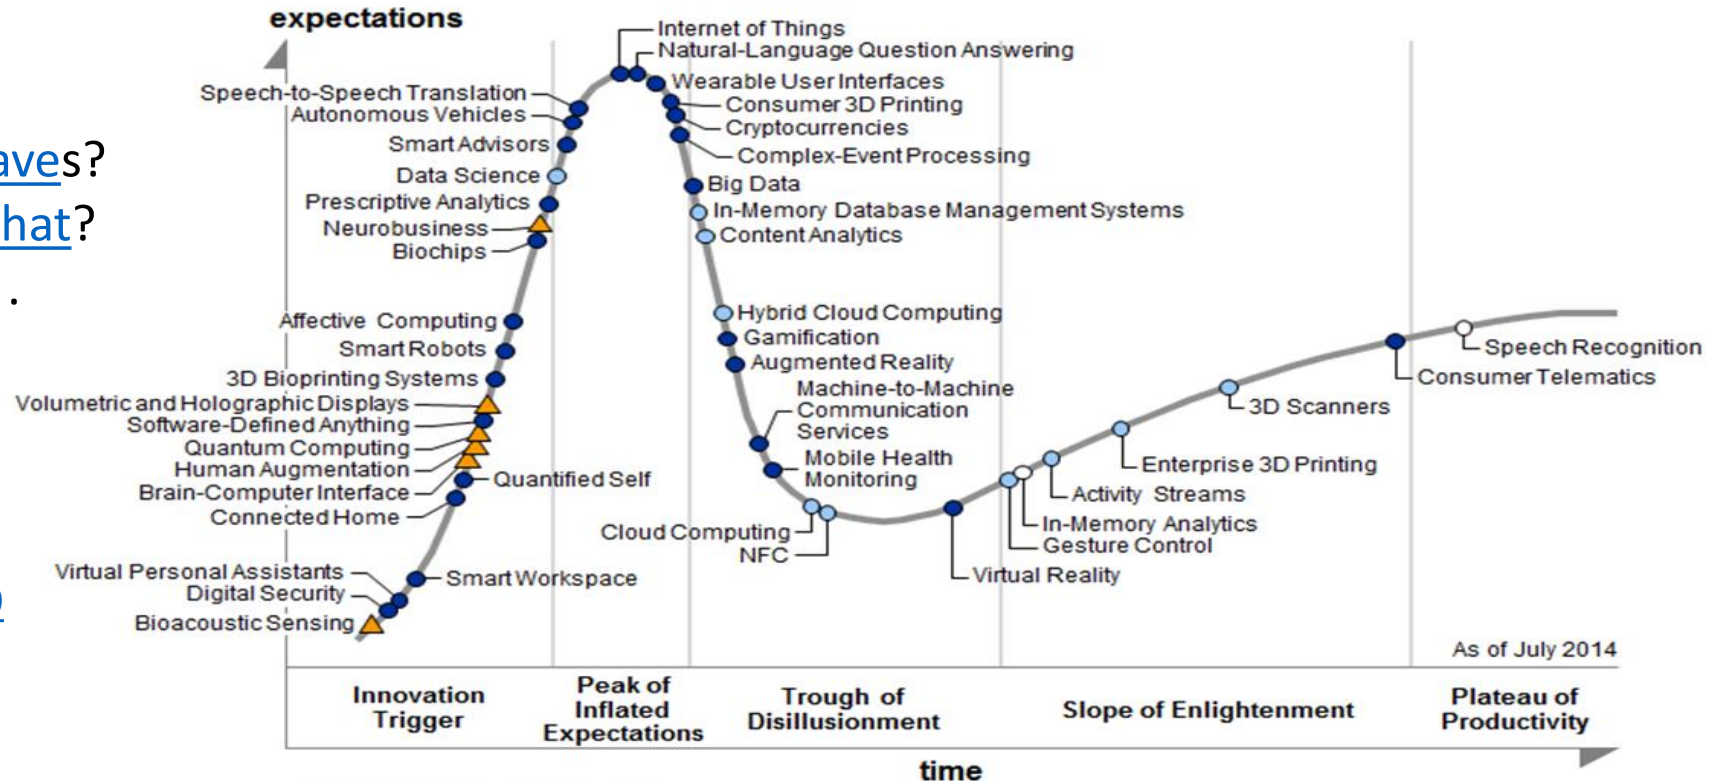 expectations
aves?
hat?
.
Internet of Things
Natural-Language Question Answering
Wearable User Interfaces
Consumer 3D Printing
Cryptocurrencies
Complex-Event Processing
Big Data
In-Memory Database Management Systems
Content Analytics
Hybrid Cloud Computing
Gamification
Augmented Reality
Machine-to-Machine
Communication
Services
Mobile Health
Monitoring
Speech-to-Speech Translation
Autonomous Vehicles
Smart Advisors
Data Science
Prescriptive Analytics
Neurobusiness
Biochips
Affective Computing
Smart Robots
3D Bioprinting Systems
Volumetric and Holographic Displays
Software-Defined Anything
Quantum Computing
Human Augmentation
Brain-Computer Interface
Quantified Self
Connected Home
Virtual Personal Assistants
Smart Workspace
Digital Security
Bioacoustic Sensing
Cloud Computing
NFC
Virtual Reality
Gesture Control
In-Memory Analytics
Activity Streams
Enterprise 3D Printing
3D Scanners
Consumer Telematics
Speech Recognition
As of July 2014
Innovation
Trigger
Peak of
Inflated
Expectations
Trough of
Disillusionment
Slope of Enlightenment
Plateau of
Productivity
time